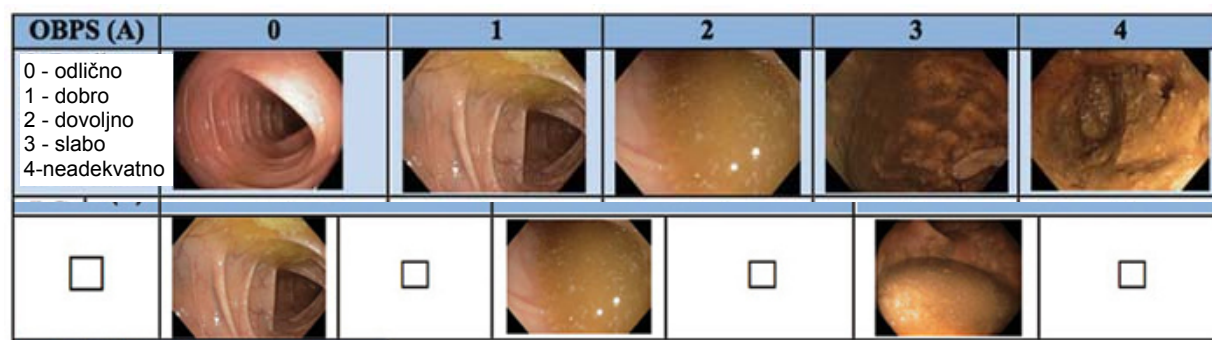 OBPS (A) 0 1 2 3 4
0 - odlično
1 - dobro
2 - dovoljno
3 - slabo
4-neadekvatno